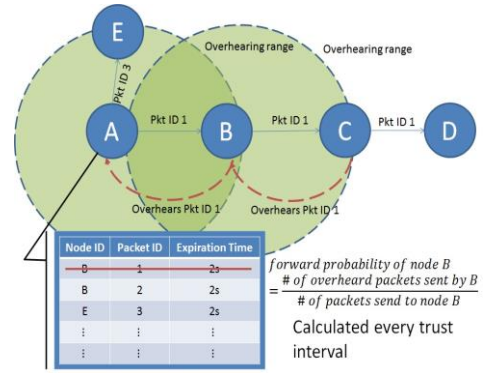 E
Overhearing range
Overhearing range
Pkt ID 3
A
Pkt ID 1
B
Pkt ID 1
C
Pkt ID 1
D
Overhears Pkt ID 1
Overhears Pkt ID 1
Node ID Packet ID Expiration Time
B 1 2s
B 2 2s
E 3 2s
⋮ ⋮ ⋮
⋮ ⋮ ⋮
forward probability of node B
# of overheard packets sent by B
=
# of packets send to node B
Calculated every trust
interval